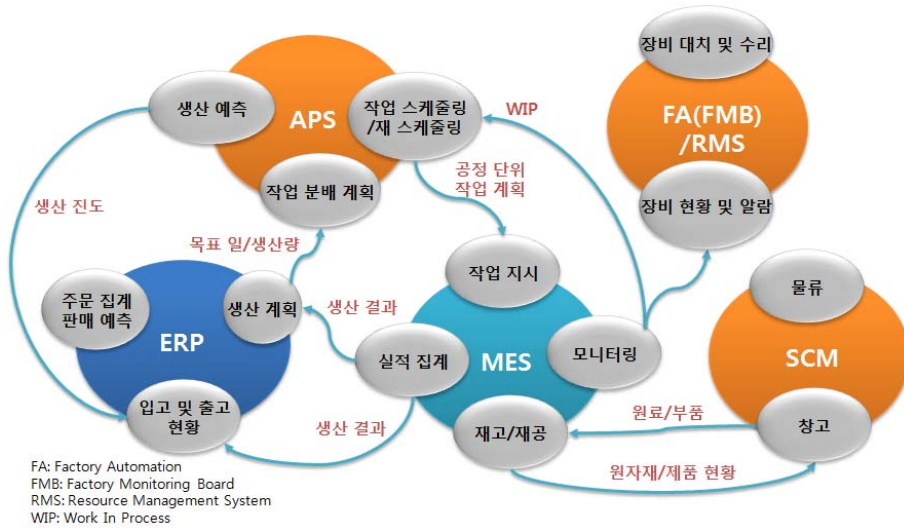 장비 대치 및 수리
생산 예측
APS
작업 스케줄링
/재 스케줄링
WIP
FA(FMB)
/RMS
공정 단위
작업 계획
작업 분배 계획
장비 현황 및 알람
생산 진도
목표 일/생산량
작업 지시
물류
주문 집계
판매 예측
생산 계획
생산 결과
ERP
실적 집계
MES
모니터링
SCM
입고 및 출고
현황
생산 결과
재고/재공
원료/부품
창고
원자재/제품 현황
FA: Factory Automation
FMB: Factory Monitoring Board
RMS: Resource Management System
WIP: Work In Process